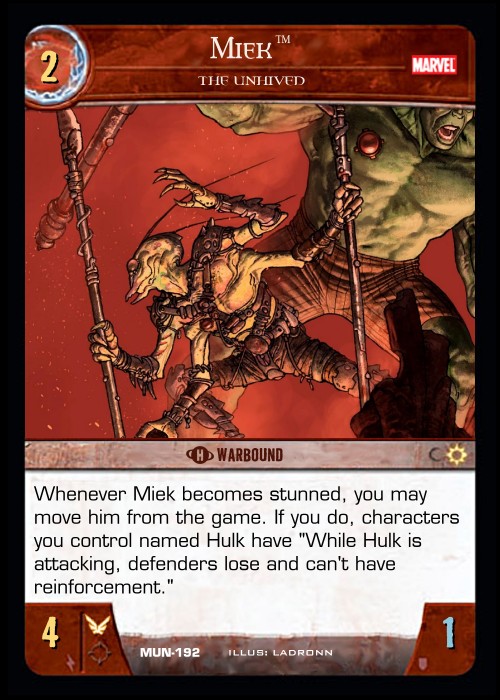 2
MIEK™
THE UNHIVED
MARVEL
H WARBOUND
C
Whenever Miek becomes stunned, you may
move him from the game. If you do, characters
you control named Hulk have "While Hulk is
attacking, defenders lose and can't have
reinforcement."
4
MUN-192 ILLUS: LADRONN
1